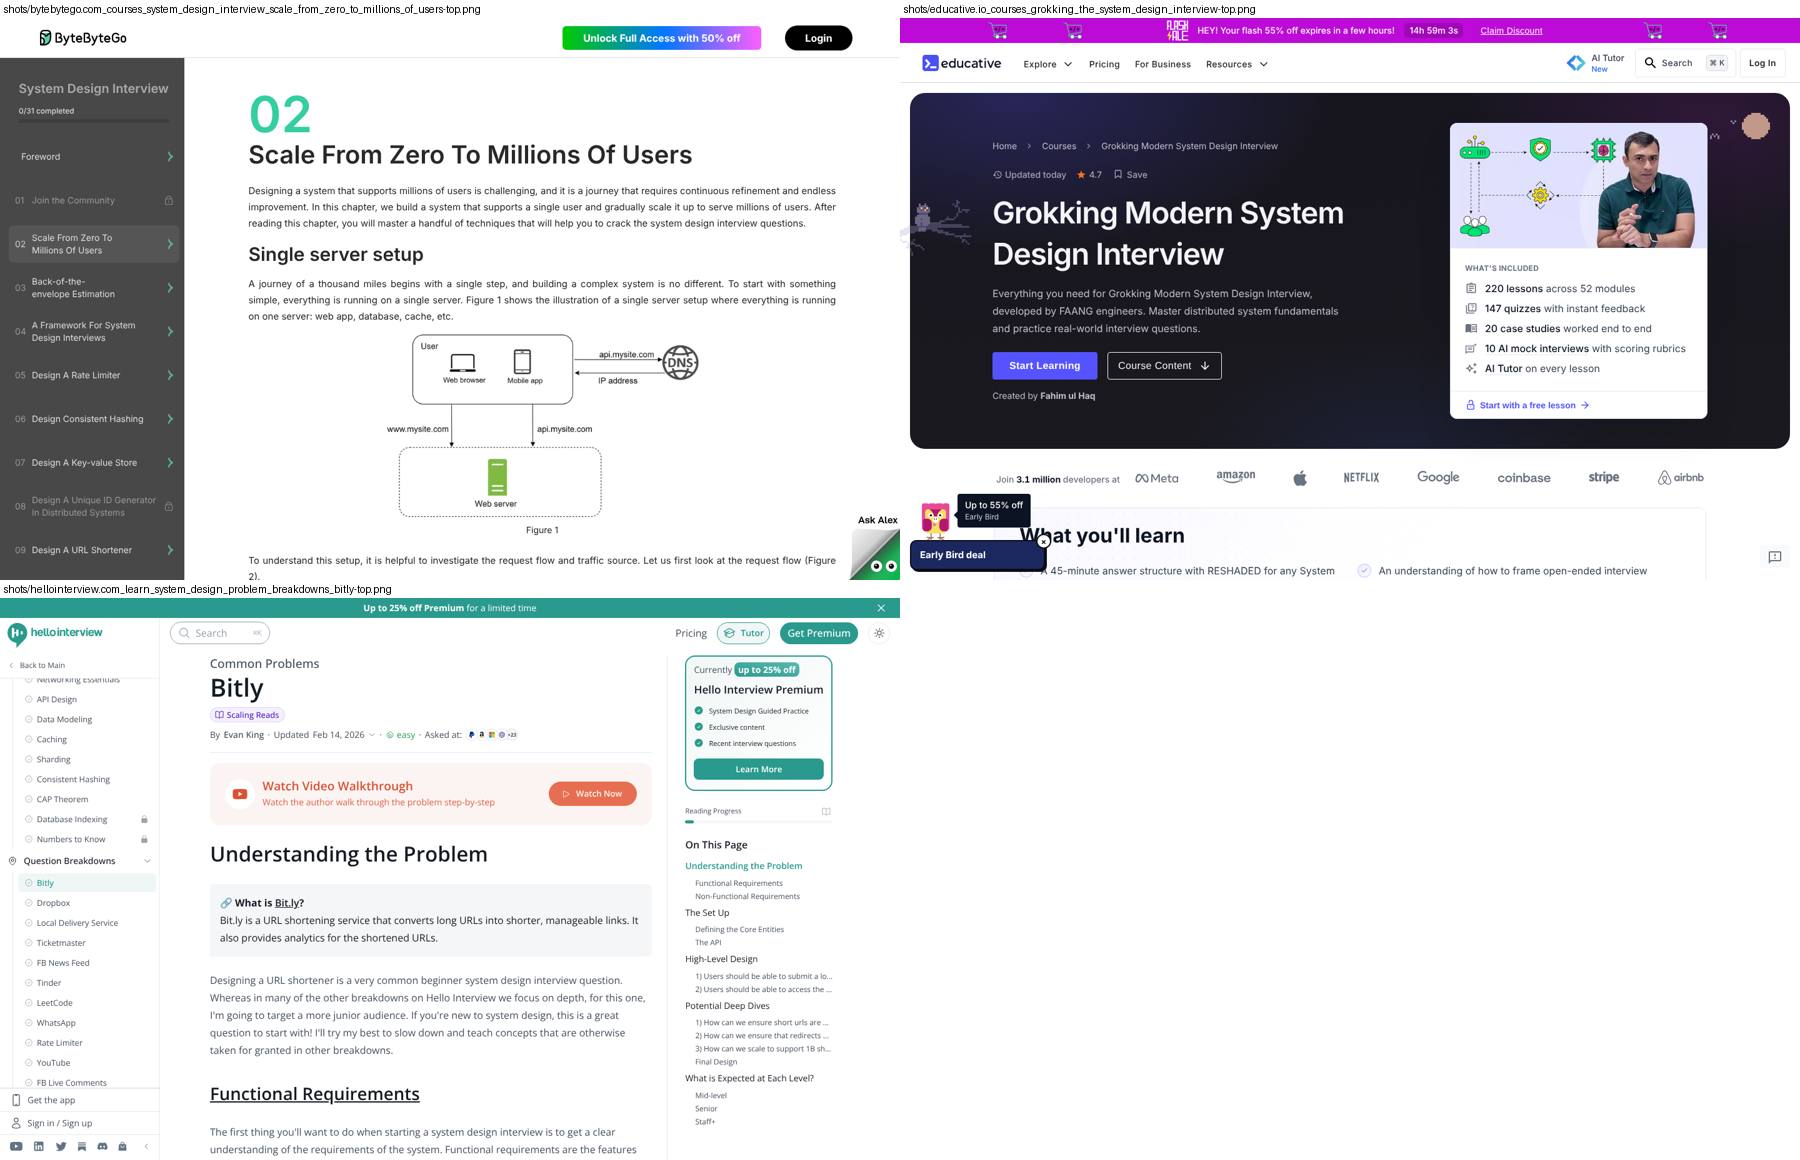 shots/bytebytego.com_courses_system_design_interview_scale_from_zero_to_millions_of_users-top.png
ByteByteGo
Unlock Full Access with 50% off
Login
System Design Interview
0/31 completed
Foreword
01 Join the Community
02 Scale From Zero To
Millions Of Users
03 Back-of-the-
envelope Estimation
04 A Framework For System
Design Interviews
05 Design A Rate Limiter
06 Design Consistent Hashing
07 Design A Key-value Store
08 Design A Unique ID Generator
In Distributed Systems
09 Design A URL Shortener
02
Scale From Zero To Millions Of Users
Designing a system that supports millions of users is challenging, and it is a journey that requires continuous refinement and endless
improvement. In this chapter, we build a system that supports a single user and gradually scale it up to serve millions of users. After
reading this chapter, you will master a handful of techniques that will help you to crack the system design interview questions.
Single server setup
A journey of a thousand miles begins with a single step, and building a complex system is no different. To start with something
simple, everything is running on a single server. Figure 1 shows the illustration of a single server setup where everything is running
on one server: web app, database, cache, etc.
User
Web browser
Mobile app
api.mysite.com
IP address
DNS
www.mysite.com
api.mysite.com
Web server
Figure 1
Ask Alex
To understand this setup, it is helpful to investigate the request flow and traffic source. Let us first look at the request flow (Figure
2).
shots/educative.io_courses_grokking_the_system_design_interview-top.png
FLASH SALE
HEY! Your flash 55% off expires in a few hours!
14h 59m 3s
Claim Discount
educative
Explore
Pricing
For Business
Resources
AI Tutor
New
Search
⌘ K
Log In
Home > Courses > Grokking Modern System Design Interview
Updated today
4.7
Save
Grokking Modern System
Design Interview
Everything you need for Grokking Modern System Design Interview,
developed by FAANG engineers. Master distributed system fundamentals
and practice real-world interview questions.
Start Learning
Course Content
Created by Fahim ul Haq
WHAT'S INCLUDED
220 lessons across 52 modules
147 quizzes with instant feedback
20 case studies worked end to end
10 AI mock interviews with scoring rubrics
AI Tutor on every lesson
Start with a free lesson
Join 3.1 million developers at
Meta
amazon
NETFLIX
Google
coinbase
stripe
airbnb
Up to 55% off
Early Bird
What you'll learn
Early Bird deal
A 45-minute answer structure with RESHADED for any System
An understanding of how to frame open-ended interview
shots/hellointerview.com_learn_system_design_problem_breakdowns_bitly-top.png
Up to 25% off Premium for a limited time
hellointerview
Search
⌘K
Pricing
Tutor
Get Premium
Back to Main
Networking Essentials
API Design
Data Modeling
Caching
Sharding
Consistent Hashing
CAP Theorem
Database Indexing
Numbers to Know
Question Breakdowns
Bitly
Dropbox
Local Delivery Service
Ticketmaster
FB News Feed
Tinder
LeetCode
WhatsApp
Rate Limiter
YouTube
FB Live Comments
Get the app
Sign in / Sign up
Common Problems
Bitly
Scaling Reads
By Evan King · Updated Feb 14, 2026 · easy · Asked at: +23
Watch Video Walkthrough
Watch the author walk through the problem step-by-step
Watch Now
Understanding the Problem
What is Bit.ly?
Bit.ly is a URL shortening service that converts long URLs into shorter, manageable links. It
also provides analytics for the shortened URLs.
Designing a URL shortener is a very common beginner system design interview question.
Whereas in many of the other breakdowns on Hello Interview we focus on depth, for this one,
I'm going to target a more junior audience. If you're new to system design, this is a great
question to start with! I'll try my best to slow down and teach concepts that are otherwise
taken for granted in other breakdowns.
Functional Requirements
The first thing you'll want to do when starting a system design interview is to get a clear
understanding of the requirements of the system. Functional requirements are the features
Currently up to 25% off
Hello Interview Premium
System Design Guided Practice
Exclusive content
Recent interview questions
Learn More
Reading Progress
On This Page
Understanding the Problem
Functional Requirements
Non-Functional Requirements
The Set Up
Defining the Core Entities
The API
High-Level Design
1) Users should be able to submit a lo...
2) Users should be able to access the ...
Potential Deep Dives
1) How can we ensure short urls are ...
2) How can we ensure that redirects ...
3) How can we scale to support 1B sh...
Final Design
What is Expected at Each Level?
Mid-level
Senior
Staff+